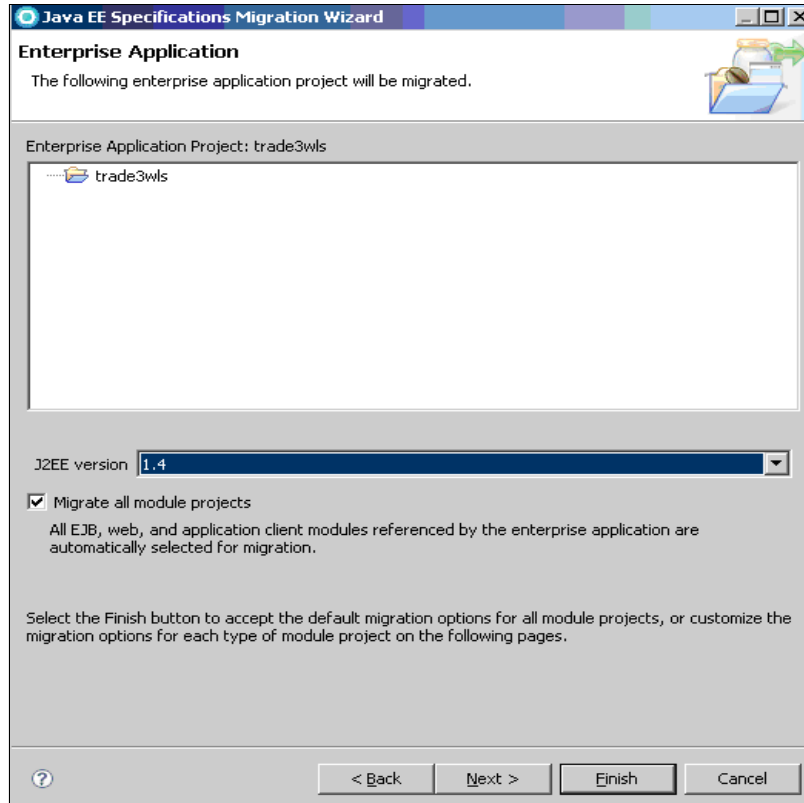 Java EE Specifications Migration Wizard
Enterprise Application
The following enterprise application project will be migrated.
Enterprise Application Project: trade3wls
trade3wls
J2EE version 1.4
Migrate all module projects
All EJB, web, and application client modules referenced by the enterprise application are
automatically selected for migration.
Select the Finish button to accept the default migration options for all module projects, or customize the
migration options for each type of module project on the following pages.
? < Back Next > Finish Cancel